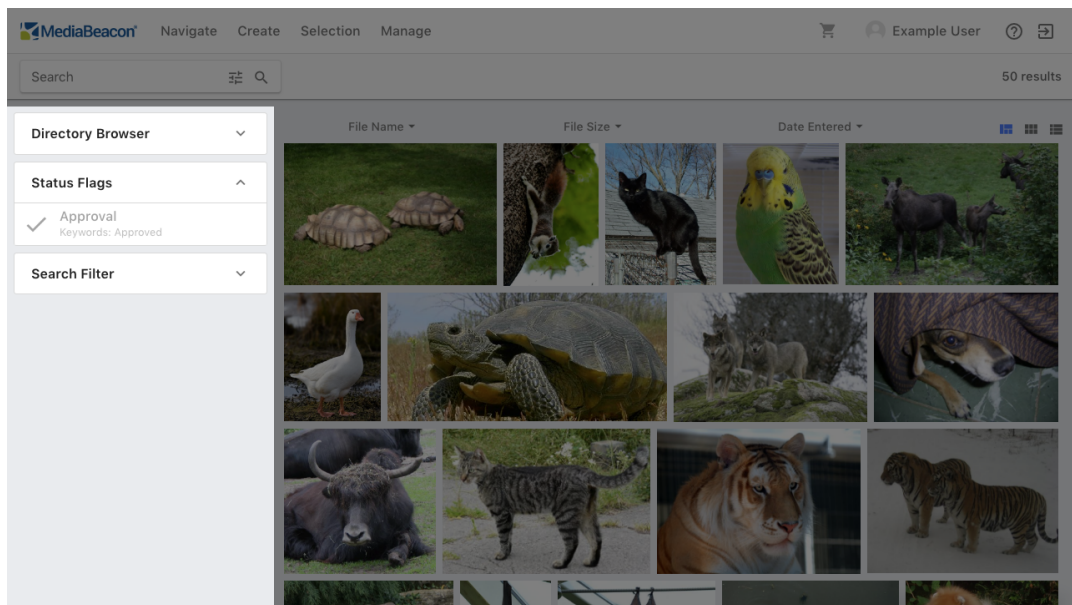 MediaBeacon® Navigate Create Selection Manage Example User
Search 50 results
Directory Browser
File Name File Size Date Entered
Status Flags
Approval
Keywords: Approved
Search Filter